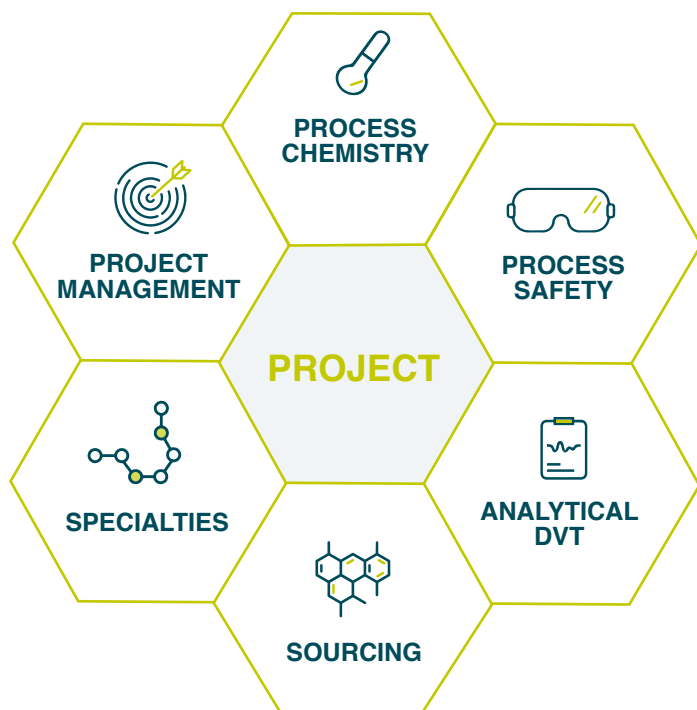 PROCESS
CHEMISTRY
PROJECT
MANAGEMENT
PROCESS
SAFETY
PROJECT
SPECIALTIES
ANALYTICAL
DVT
SOURCING